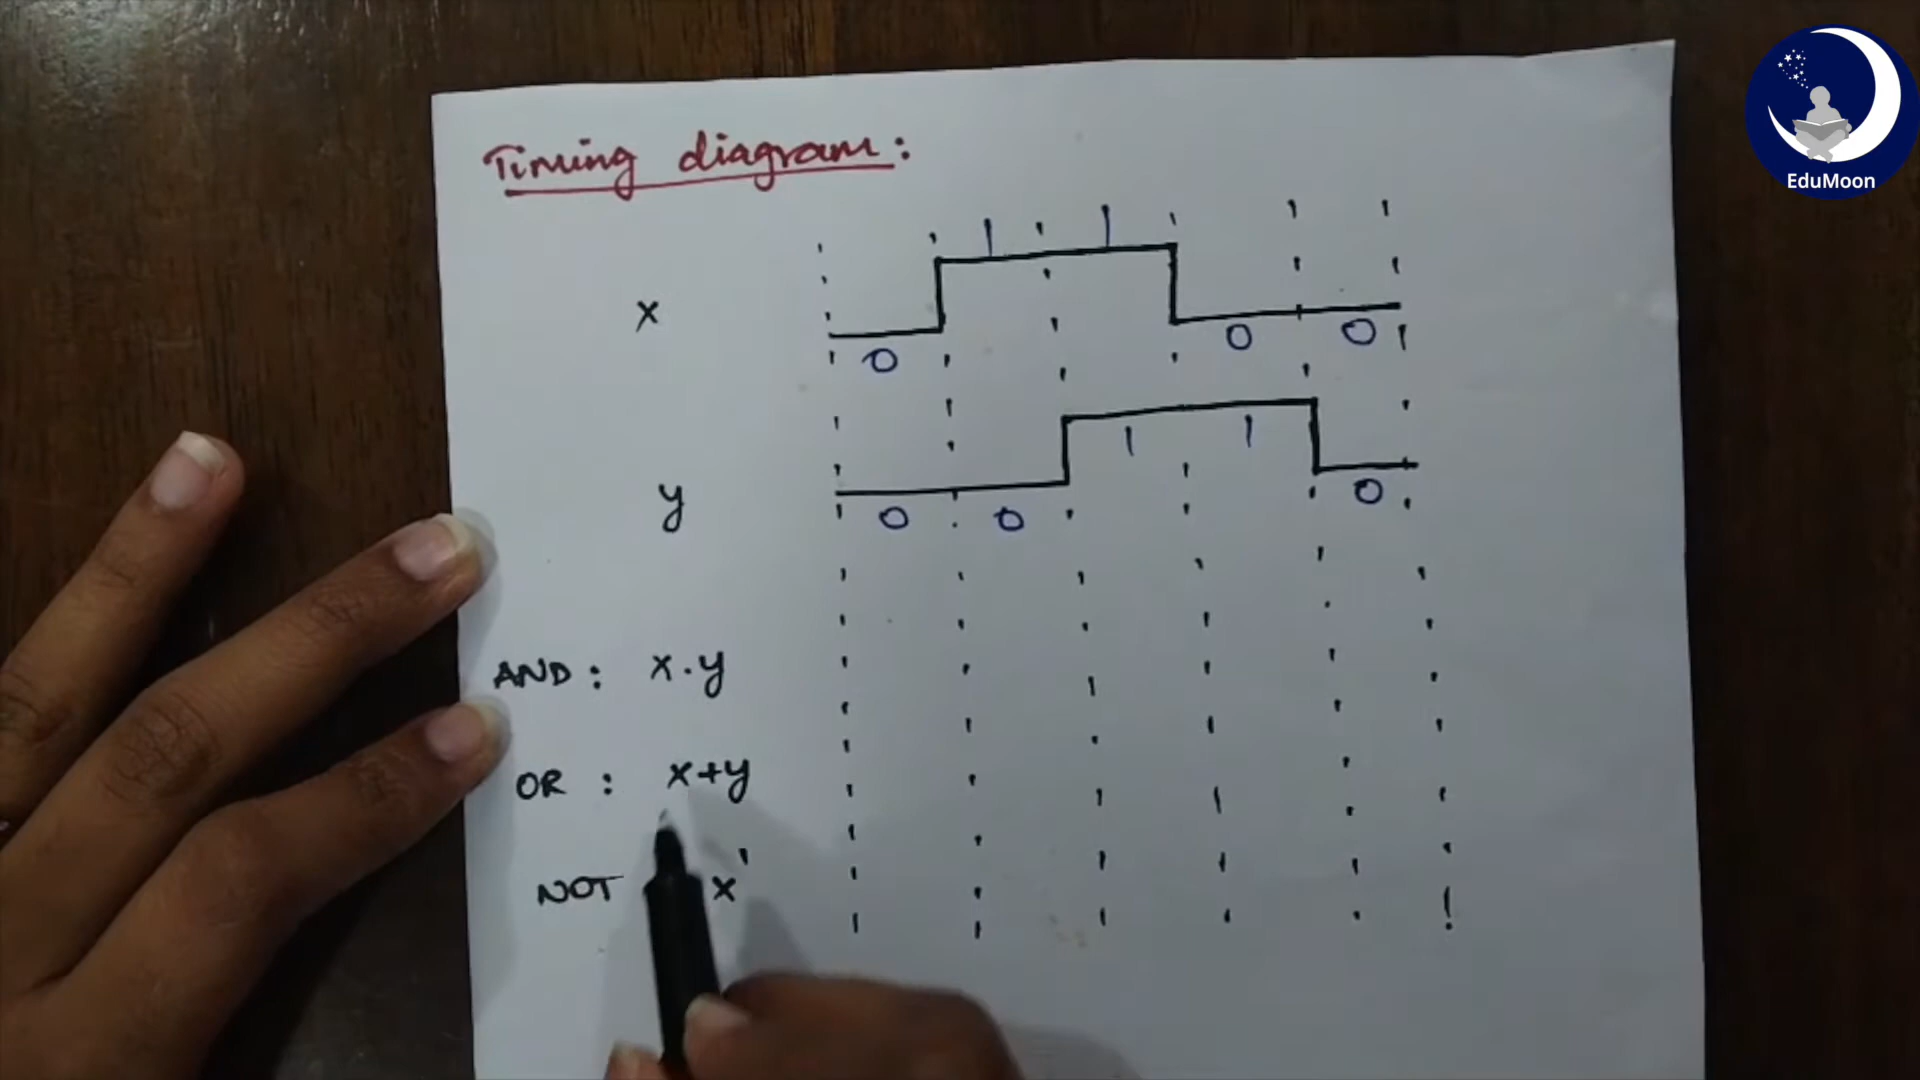 EduMoon
Timing diagram:
1 1
x
0 0 0
1 1
y
0 0 0
AND : x.y
OR : x+y
NOT x'